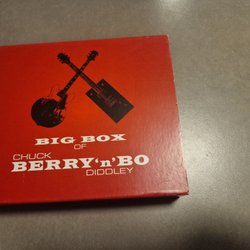 BIG BOX
OF
CHUCK
BERRY'n'BO
DIDDLEY